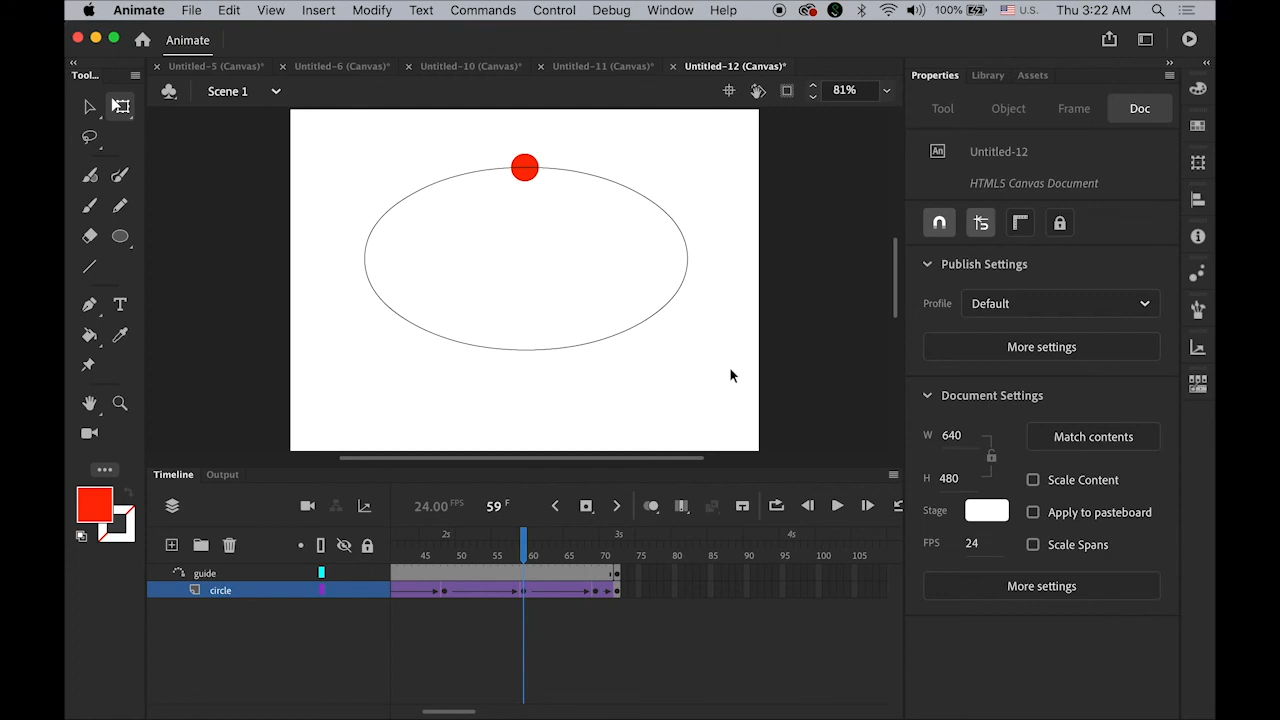 Animate File Edit View Insert Modify Text Commands Control Debug Window Help 100% U.S. Thu 3:22 AM
Animate
Tool... Untitled-5 (Canvas)* Untitled-6 (Canvas)* Untitled-10 (Canvas)* Untitled-11 (Canvas)* Untitled-12 (Canvas)* Properties Library Assets
Scene 1 81%
Tool Object Frame Doc
An Untitled-12
HTML5 Canvas Document
Publish Settings
Profile Default
More settings
Document Settings
W 640 Match contents
H 480 Scale Content
Stage Apply to pasteboard
FPS 24 Scale Spans
More settings
Timeline Output
24.00 FPS 59 F
2s 3s 4s
45 50 55 60 65 70 75 80 85 90 95 100 105
guide
circle